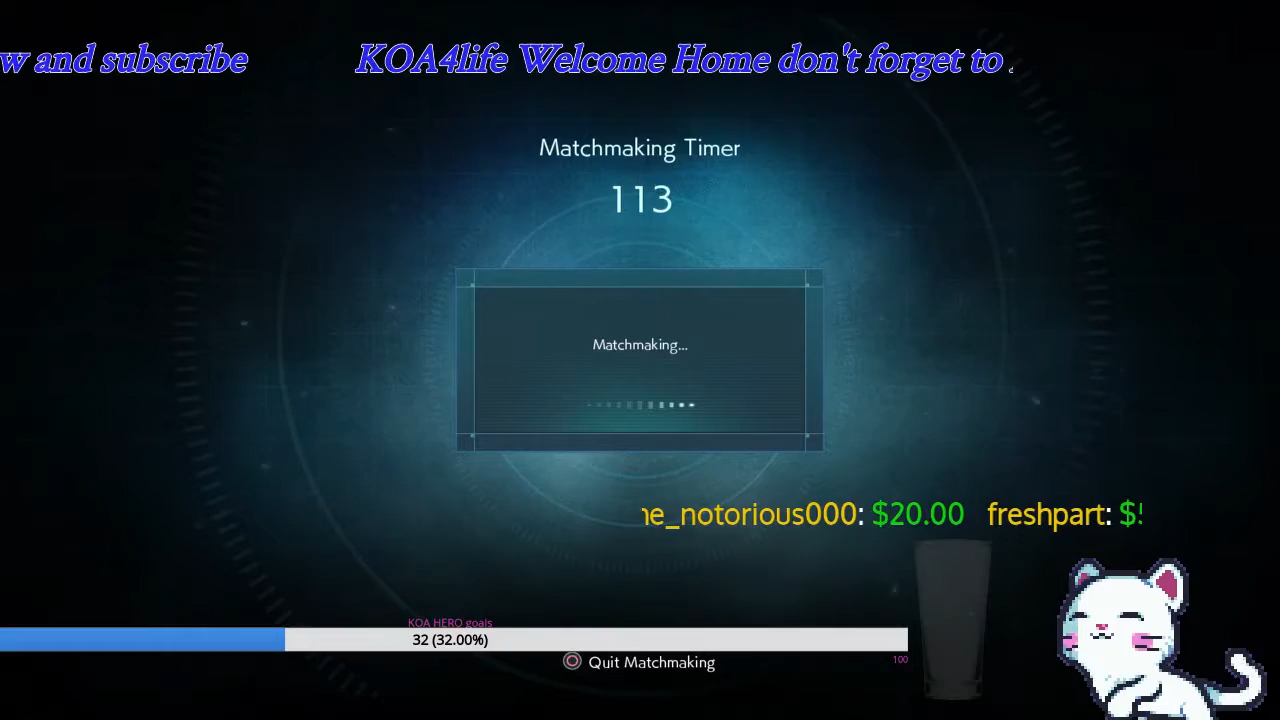 and subscribe KOA4life Welcome Home don't forget to
Matchmaking Timer
113
Matchmaking...
notorious000: $20.00 freshpart:
KOA HERO goals
32 (32.00%)
100
Quit Matchmaking